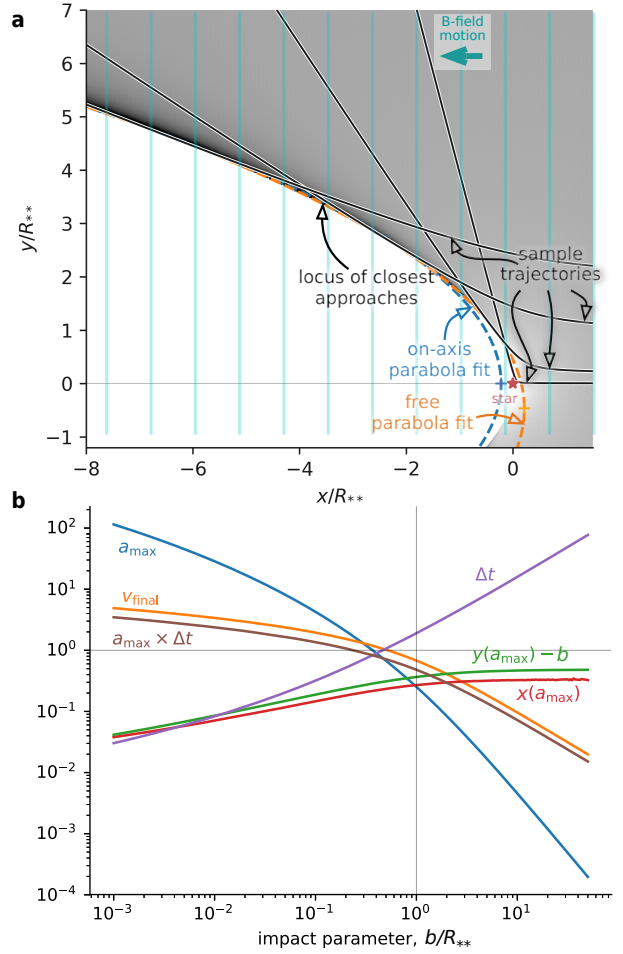 a
7
6
5
4
3
2
1
0
−1
y/R**
B-field
motion
sample
trajectories
locus of closest
approaches
on-axis
parabola fit
star
free
parabola fit
−8
−6
−4
−2
0
x/R**
b
10²
10¹
10⁰
10⁻¹
10⁻²
10⁻³
10⁻⁴
a_max
v_final
a_max × Δt
Δt
y(a_max) − b
x(a_max)
10⁻³
10⁻²
10⁻¹
10⁰
10¹
impact parameter, b/R**